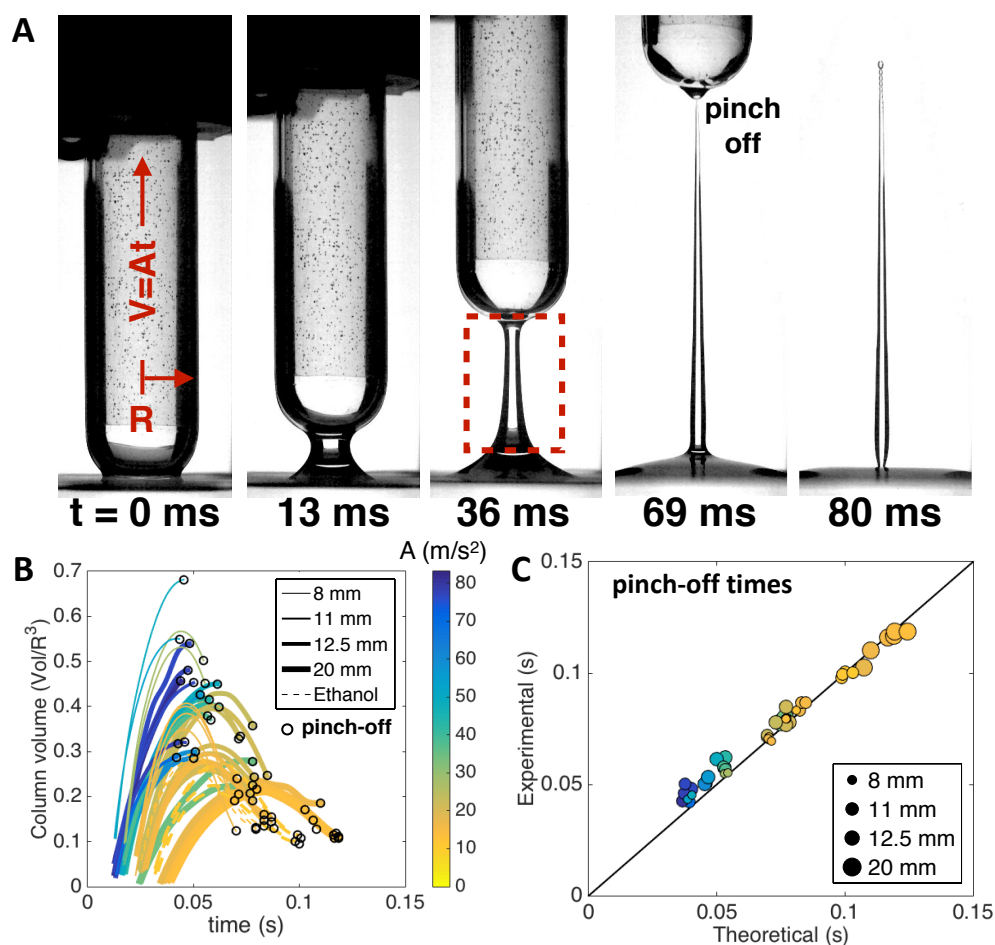 A
V=At
R
pinch
off
t = 0 ms
13 ms
36 ms
69 ms
80 ms
B
A (m/s²)
0.7
0.6
0.5
0.4
0.3
0.2
0.1
0
Column volume (Vol/R³)
0
0.05
0.1
0.15
time (s)
8 mm
11 mm
12.5 mm
20 mm
Ethanol
pinch-off
80
70
60
50
40
30
20
10
0
C
pinch-off times
0.15
0.1
0.05
0
Experimental (s)
0
0.05
0.1
0.15
Theoretical (s)
8 mm
11 mm
12.5 mm
20 mm